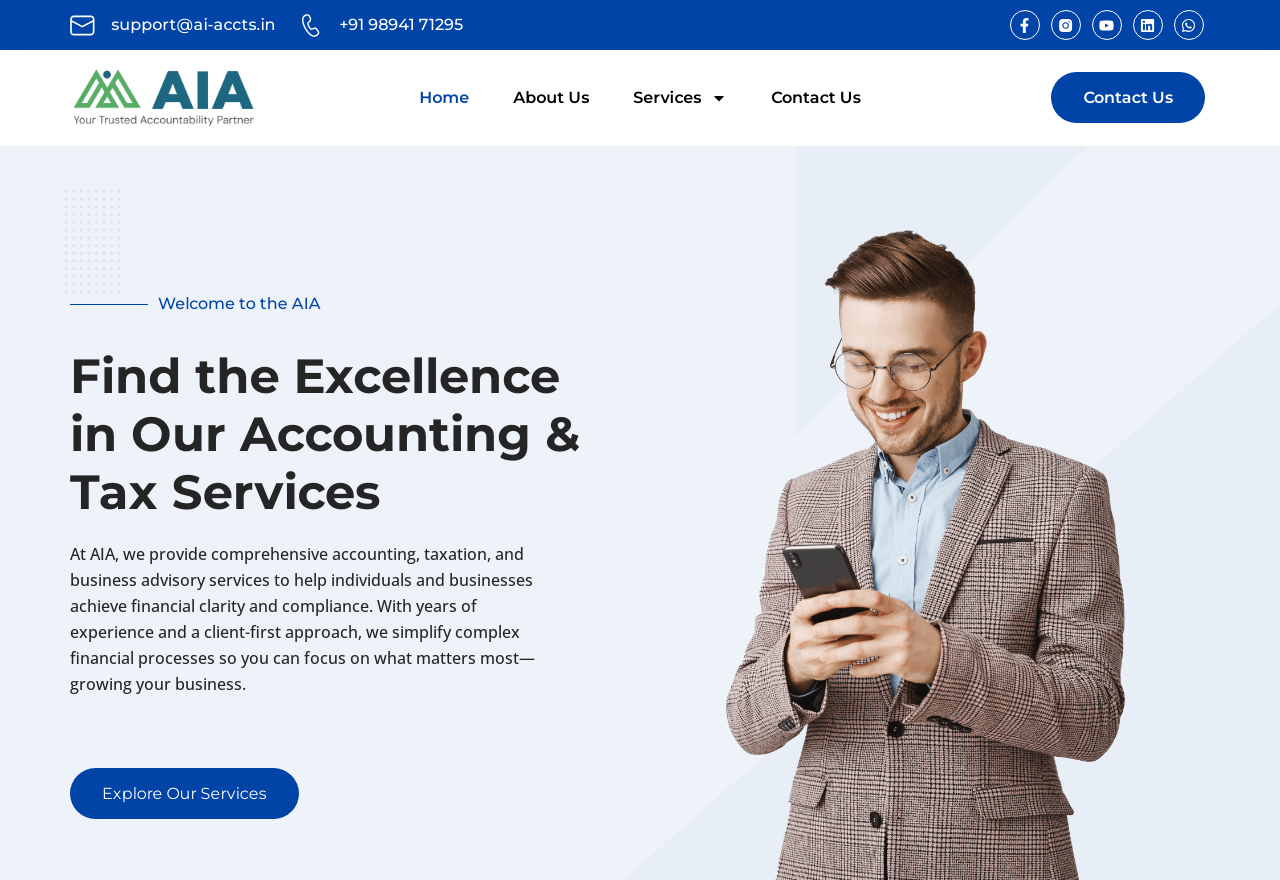 support@ai-accts.in
+91 98941 71295
AIA
Your Trusted Accountability Partner
Home
About Us
Services
Contact Us
Contact Us
Welcome to the AIA
Find the Excellence
in Our Accounting &
Tax Services
At AIA, we provide comprehensive accounting, taxation, and
business advisory services to help individuals and businesses
achieve financial clarity and compliance. With years of
experience and a client-first approach, we simplify complex
financial processes so you can focus on what matters most—
growing your business.
Explore Our Services